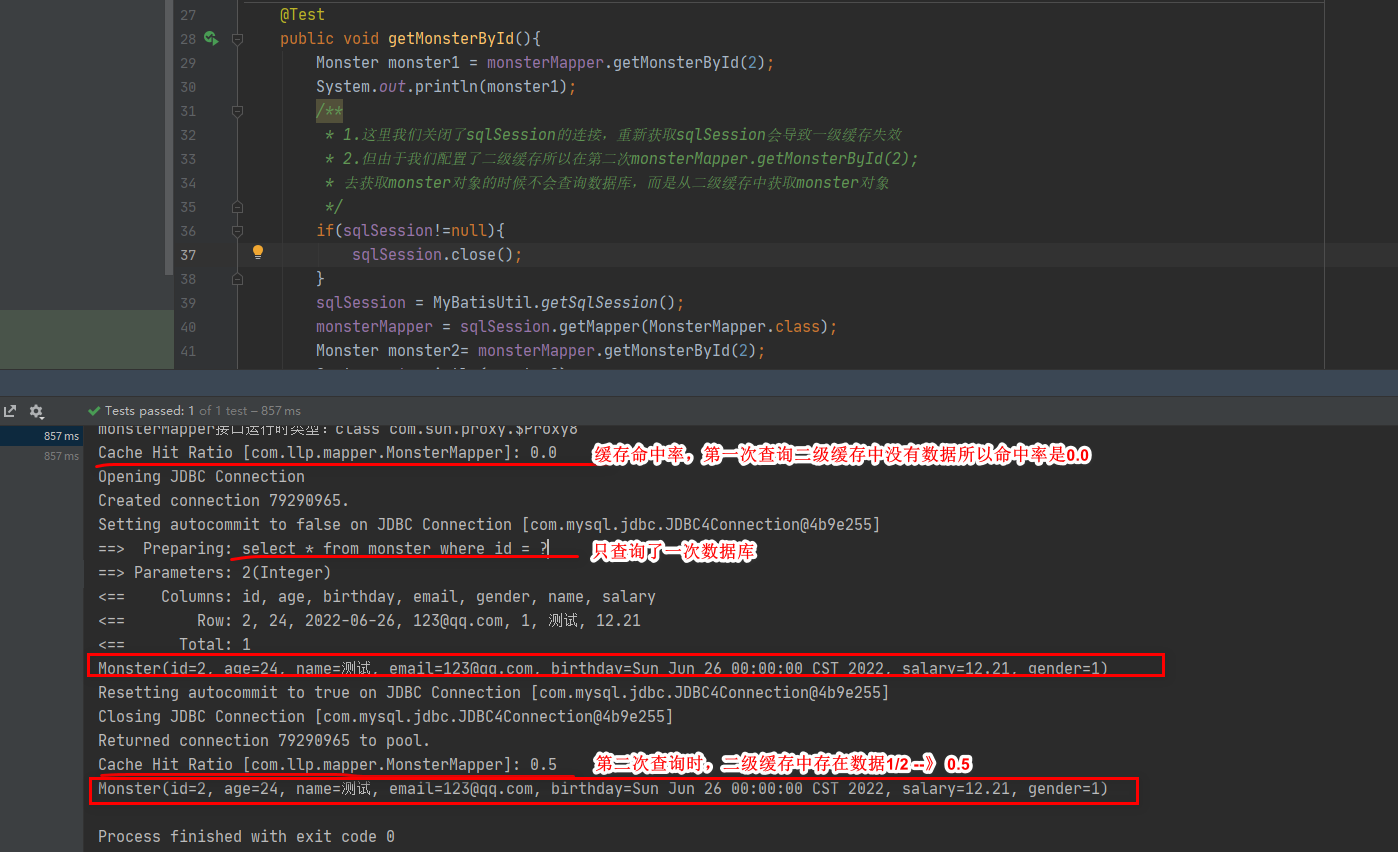 27 @Test
28 public void getMonsterById(){
29 Monster monster1 = monsterMapper.getMonsterById(2);
30 System.out.println(monster1);
31 /**
32 * 1.这里我们关闭了sqlSession的连接，重新获取sqlSession会导致一级缓存失效
33 * 2.但由于我们配置了二级缓存所以在第二次monsterMapper.getMonsterById(2);
34 * 去获取monster对象的时候不会查询数据库，而是从二级缓存中获取monster对象
35 */
36 if(sqlSession!=null){
37 sqlSession.close();
38 }
39 sqlSession = MyBatisUtil.getSqlSession();
40 monsterMapper = sqlSession.getMapper(MonsterMapper.class);
41 Monster monster2= monsterMapper.getMonsterById(2);
Tests passed: 1 of 1 test – 857 ms
857 ms
monsterMapper接口运行时类型：class com.sun.proxy.$Proxy8
857 ms
Cache Hit Ratio [com.llp.mapper.MonsterMapper]: 0.0 缓存命中率，第一次查询二级缓存中没有数据所以命中率是0.0
Opening JDBC Connection
Created connection 79290965.
Setting autocommit to false on JDBC Connection [com.mysql.jdbc.JDBC4Connection@4b9e255]
==>  Preparing: select * from monster where id = ? 只查询了一次数据库
==> Parameters: 2(Integer)
<==    Columns: id, age, birthday, email, gender, name, salary
<==        Row: 2, 24, 2022-06-26, 123@qq.com, 1, 测试, 12.21
<==      Total: 1
Monster(id=2, age=24, name=测试, email=123@qq.com, birthday=Sun Jun 26 00:00:00 CST 2022, salary=12.21, gender=1)
Resetting autocommit to true on JDBC Connection [com.mysql.jdbc.JDBC4Connection@4b9e255]
Closing JDBC Connection [com.mysql.jdbc.JDBC4Connection@4b9e255]
Returned connection 79290965 to pool.
Cache Hit Ratio [com.llp.mapper.MonsterMapper]: 0.5 第二次查询时，二级缓存中存在数据1/2 --》 0.5
Monster(id=2, age=24, name=测试, email=123@qq.com, birthday=Sun Jun 26 00:00:00 CST 2022, salary=12.21, gender=1)
Process finished with exit code 0